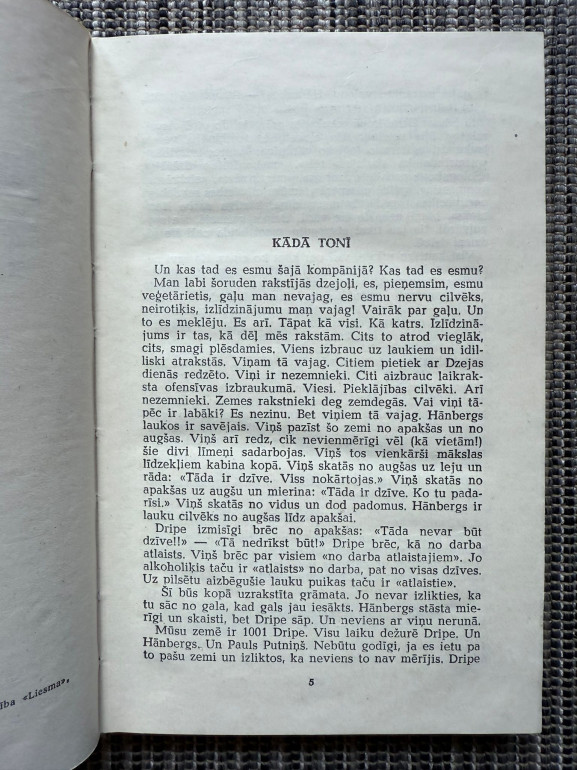 KĀDĀ TONĪ
Un kas tad es esmu šajā kompānijā? Kas tad es esmu?
Man labi šoruden rakstījās dzejoļi, es, pieņemsim, esmu
veģetārietis, gaļu man nevajag, es esmu nervu cilvēks,
neirotiķis, izlīdzinājumu man vajag! Vairāk par gaļu. Un
to es meklēju. Es arī. Tāpat kā visi. Kā katrs. Izlīdzinā-
jums ir tas, kā dēļ mēs rakstām. Cits to atrod vieglāk,
cits, smagi plēsdamies. Viens izbrauc uz laukiem un idil-
liski atrakstās. Viņam tā vajag. Citiem pietiek ar Dzejas
dienās redzēto. Viņi ir nezemnieki. Citi aizbrauc laikrak-
sta ofensīvas izbraukumā. Viesi. Pieklājības cilvēki. Arī
nezemnieki. Zemes rakstnieki deg zemdegās. Vai viņi tā-
pēc ir labāki? Es nezinu. Bet viņiem tā vajag. Hānbergs
laukos ir savējais. Viņš pazīst šo zemi no apakšas un no
augšas. Viņš arī redz, cik nevienmērīgi vēl (kā vietām!)
šie divi līmeņi sadarbojas. Viņš tos vienkārši mākslas
līdzekļiem kabina kopā. Viņš skatās no augšas uz leju un
rāda: «Tāda ir dzīve. Viss nokārtojas.» Viņš skatās no
apakšas uz augšu un mierina: «Tāda ir dzīve. Ko tu pada-
rīsi.» Viņš skatās no vidus un dod padomus. Hānbergs ir
lauku cilvēks no augšas līdz apakšai.
Dripe izmisīgi brēc no apakšas: «Tāda nevar būt
dzīve!!» — «Tā nedrīkst būt!» Dripe brēc, kā no darba
atlaists. Viņš brēc par visiem «no darba atlaistajiem». Jo
alkoholiķis taču ir «atlaists» no darba, pat no visas dzīves.
Uz pilsētu aizbēgušie lauku puikas taču ir «atlaistie».
Šī būs kopā uzrakstīta grāmata. Jo nevar izlikties, ka
tu sāc no gala, kad gals jau iesākts. Hānbergs stāsta mie-
rīgi un skaisti, bet Dripe sāp. Un neviens ar viņu nerunā.
Mūsu zemē ir 1001 Dripe. Visu laiku dežurē Dripe. Un
Hānbergs. Un Pauls Putniņš. Nebūtu godīgi, ja es ietu pa
to pašu zemi un izliktos, ka neviens to nav mērījis. Dripe
5
ība «Liesma».